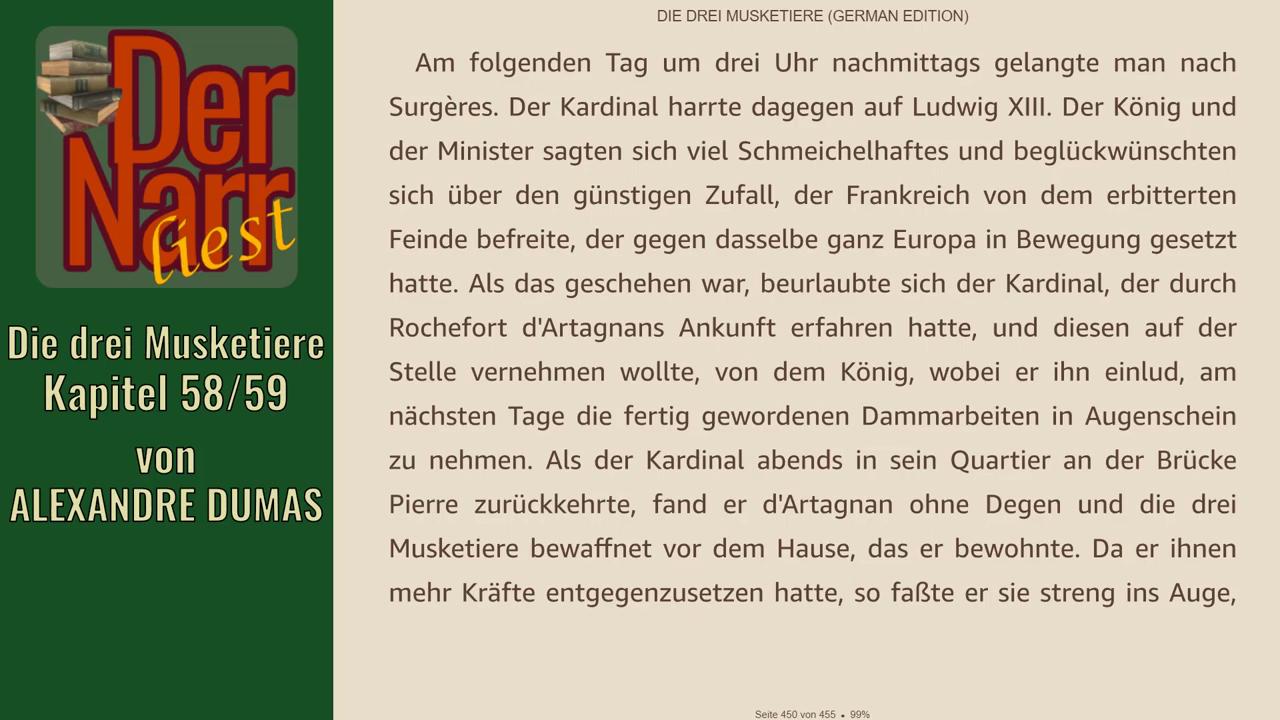 Der
Narr
liest
Die drei Musketiere
Kapitel 58/59
von
ALEXANDRE DUMAS
DIE DREI MUSKETIERE (GERMAN EDITION)
Am folgenden Tag um drei Uhr nachmittags gelangte man nach
Surgères. Der Kardinal harrte dagegen auf Ludwig XIII. Der König und
der Minister sagten sich viel Schmeichelhaftes und beglückwünschten
sich über den günstigen Zufall, der Frankreich von dem erbitterten
Feinde befreite, der gegen dasselbe ganz Europa in Bewegung gesetzt
hatte. Als das geschehen war, beurlaubte sich der Kardinal, der durch
Rochefort d'Artagnans Ankunft erfahren hatte, und diesen auf der
Stelle vernehmen wollte, von dem König, wobei er ihn einlud, am
nächsten Tage die fertig gewordenen Dammarbeiten in Augenschein
zu nehmen. Als der Kardinal abends in sein Quartier an der Brücke
Pierre zurückkehrte, fand er d'Artagnan ohne Degen und die drei
Musketiere bewaffnet vor dem Hause, das er bewohnte. Da er ihnen
mehr Kräfte entgegenzusetzen hatte, so faßte er sie streng ins Auge,
Seite 450 von 455 • 99%